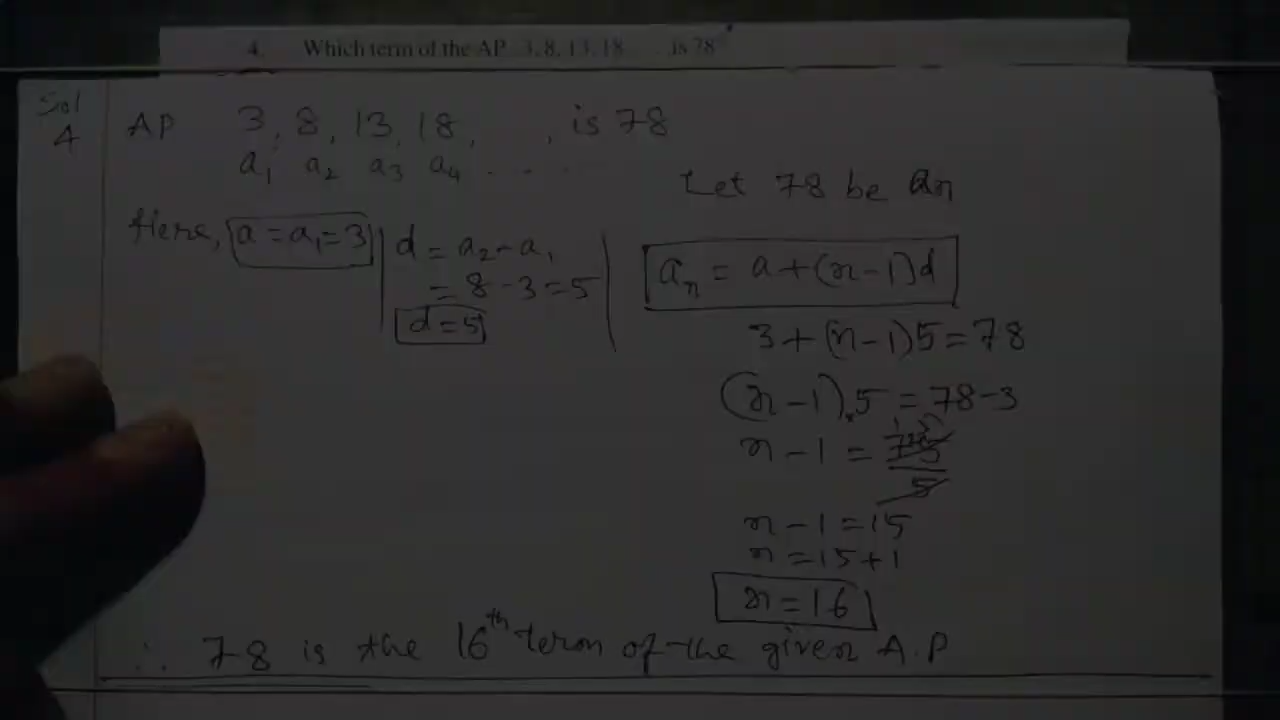 4. Which term of the AP 3, 8, 13, 18, . . . is 78
Sol
4
AP 3, 8, 13, 18, . . . , is 78
a₁ a₂ a₃ a₄ . . . .
Let 78 be an
Here, a = a₁ = 3
d = a₂ - a₁
= 8 - 3 = 5
d = 5
aₙ = a + (n - 1)d
3 + (n - 1)5 = 78
(n - 1).5 = 78 - 3
n - 1 = 75/5 15
n - 1 = 15
n = 15 + 1
n = 16
∴ 78 is the 16th term of the given A.P